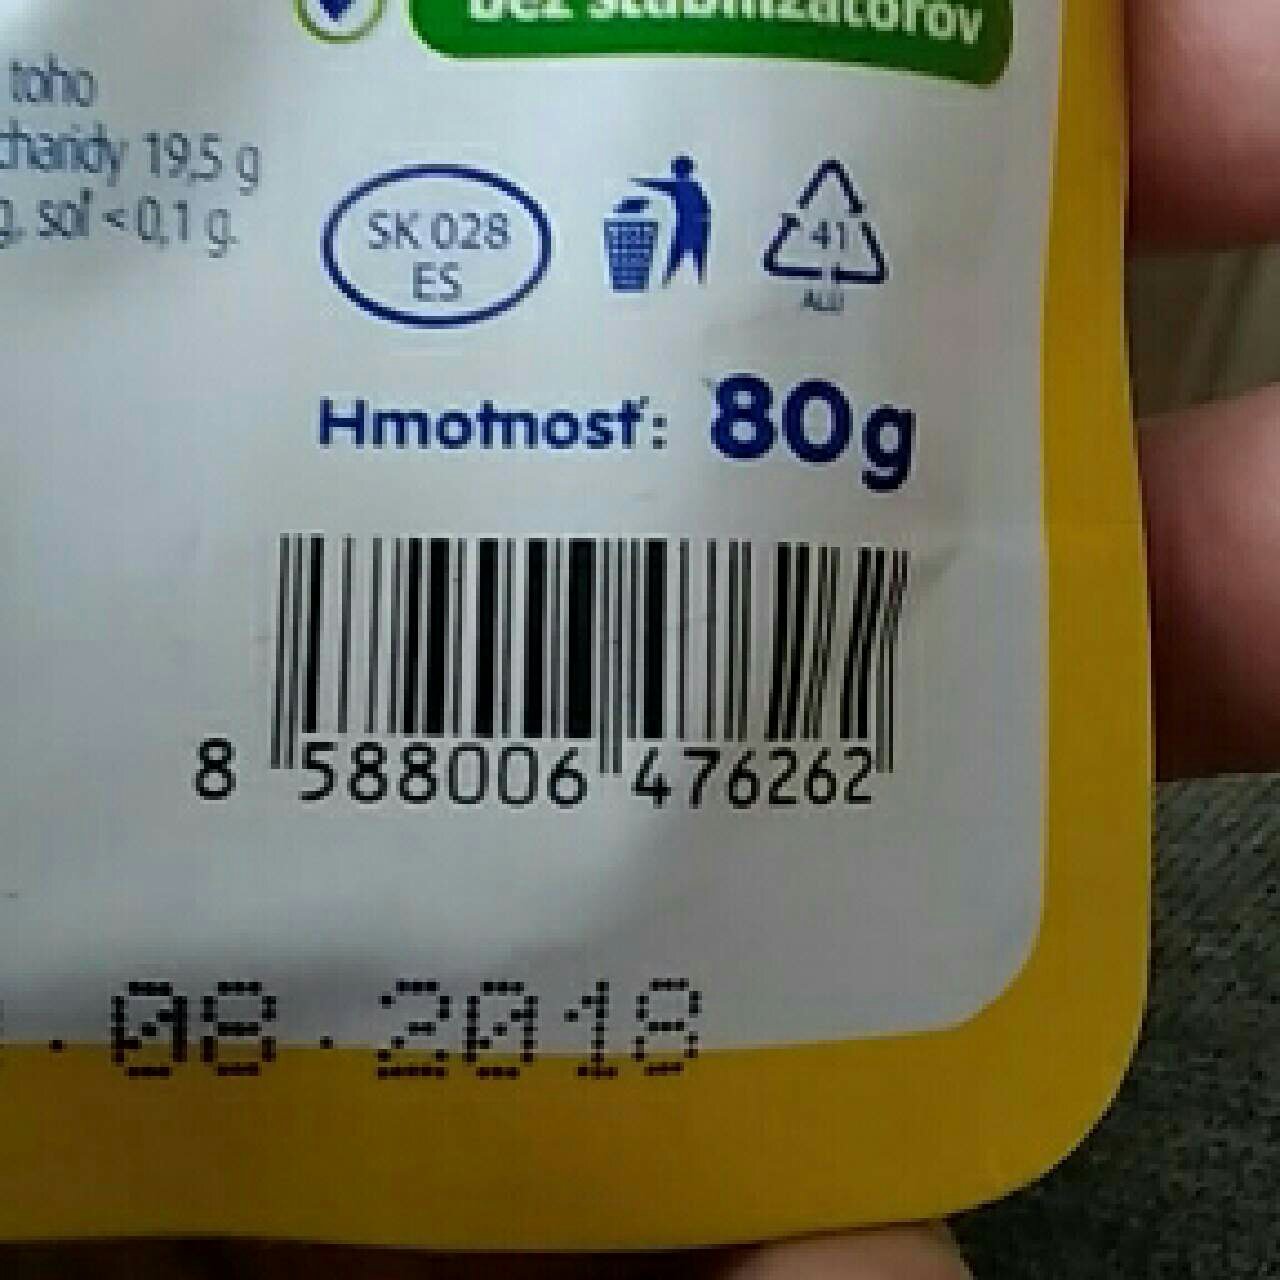 bez stabilizátorov
toho
charidy 19,5 g
g, soľ < 0,1 g.
SK 028
ES
41
ALU
Hmotnosť: 80g
8 588006 476262
. 08 . 2018